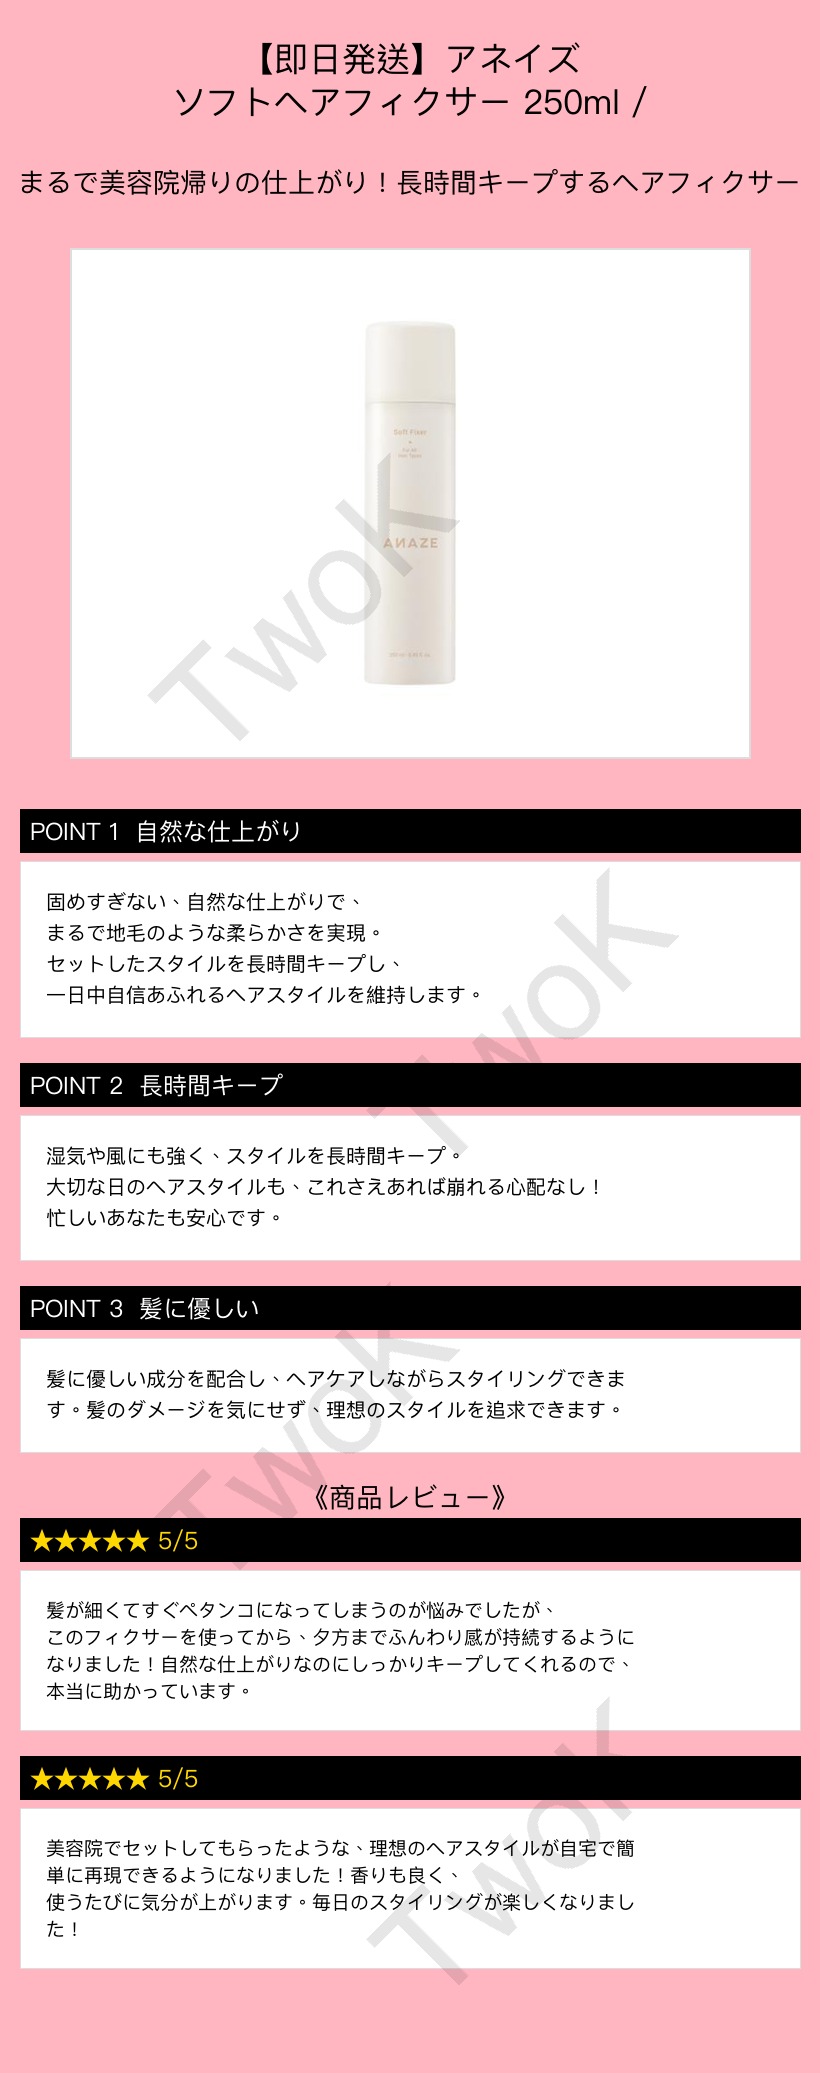 【即日発送】アネイズ
ソフトヘアフィクサー 250ml /
まるで美容院帰りの仕上がり！長時間キープするヘアフィクサー
Soft Fixer
For All
Hair Types
ANAZE
TwoK
POINT 1 自然な仕上がり
固めすぎない、自然な仕上がりで、
まるで地毛のような柔らかさを実現。
セットしたスタイルを長時間キープし、
一日中自信あふれるヘアスタイルを維持します。
TwoK
POINT 2 長時間キープ
湿気や風にも強く、スタイルを長時間キープ。
大切な日のヘアスタイルも、これさえあれば崩れる心配なし！
忙しいあなたも安心です。
POINT 3 髪に優しい
髪に優しい成分を配合し、ヘアケアしながらスタイリングできま
す。髪のダメージを気にせず、理想のスタイルを追求できます。
TwoK
《商品レビュー》
★★★★★ 5/5
髪が細くてすぐペタンコになってしまうのが悩みでしたが、
このフィクサーを使ってから、夕方までふんわり感が持続するように
なりました！自然な仕上がりなのにしっかりキープしてくれるので、
本当に助かっています。
★★★★★ 5/5
美容院でセットしてもらったような、理想のヘアスタイルが自宅で簡
単に再現できるようになりました！香りも良く、
使うたびに気分が上がります。毎日のスタイリングが楽しくなりまし
た！
TwoK